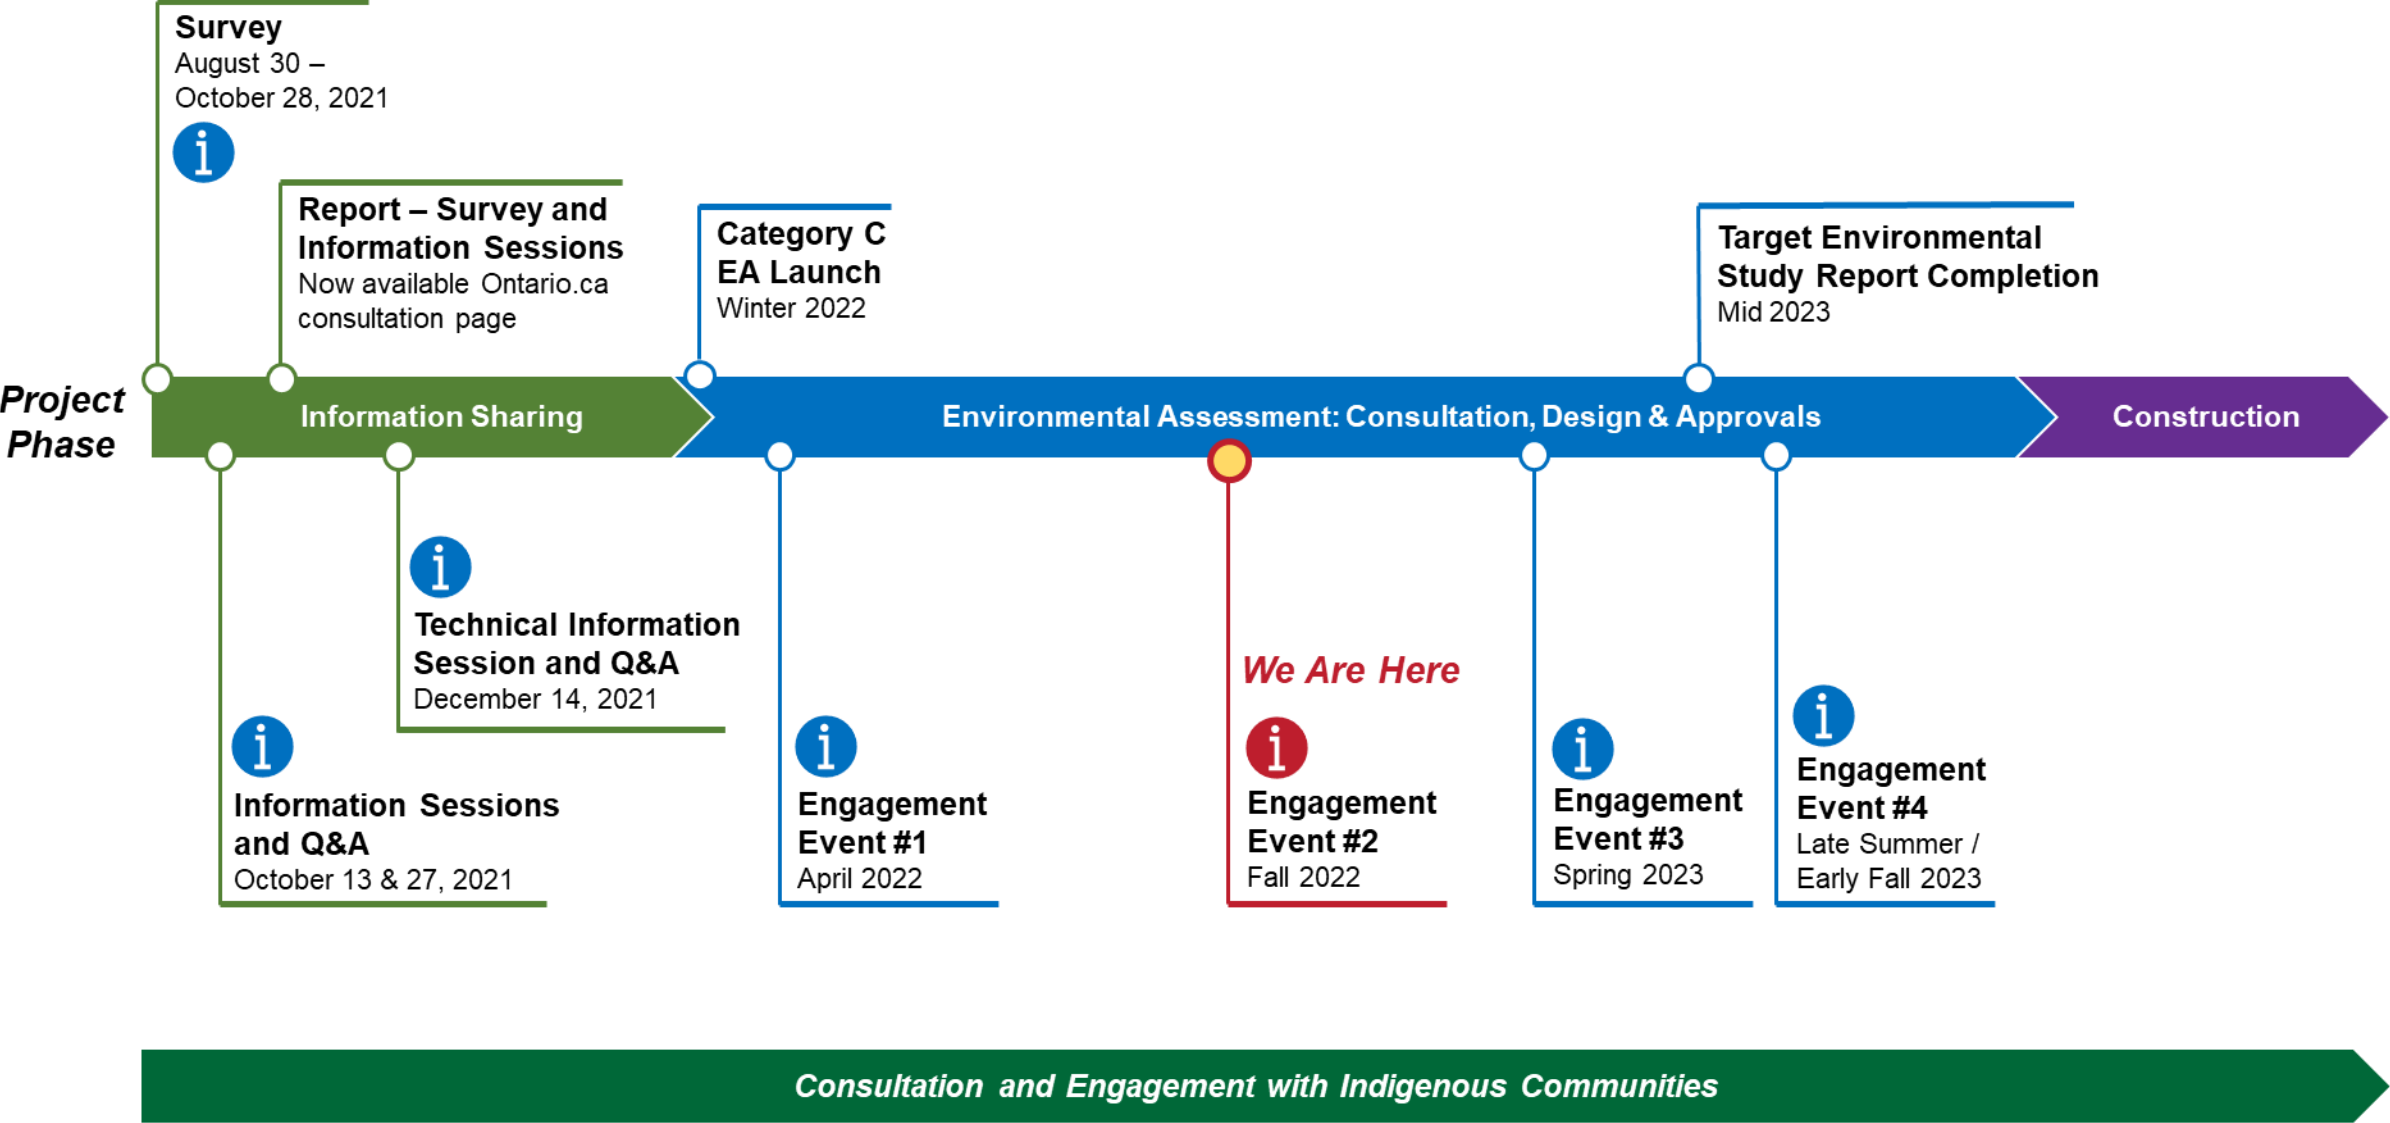 Survey
August 30 –
October 28, 2021
i
Report – Survey and
Information Sessions
Now available Ontario.ca
consultation page
Category C
EA Launch
Winter 2022
Target Environmental
Study Report Completion
Mid 2023
Project
Phase
Information Sharing
Environmental Assessment: Consultation, Design & Approvals
Construction
i
Technical Information
Session and Q&A
December 14, 2021
i
Information Sessions
and Q&A
October 13 & 27, 2021
i
Engagement
Event #1
April 2022
We Are Here
i
Engagement
Event #2
Fall 2022
i
Engagement
Event #3
Spring 2023
i
Engagement
Event #4
Late Summer /
Early Fall 2023
Consultation and Engagement with Indigenous Communities